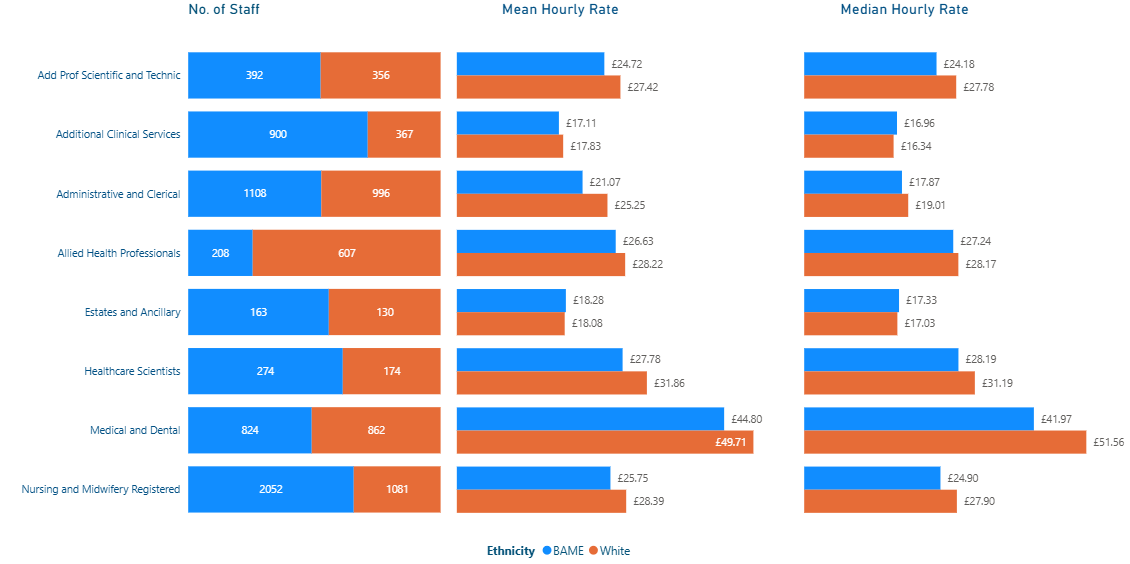 No. of Staff Mean Hourly Rate Median Hourly Rate
Add Prof Scientific and Technic 392 356 £24.72 £27.42 £24.18 £27.78
Additional Clinical Services 900 367 £17.11 £17.83 £16.96 £16.34
Administrative and Clerical 1108 996 £21.07 £25.25 £17.87 £19.01
Allied Health Professionals 208 607 £26.63 £28.22 £27.24 £28.17
Estates and Ancillary 163 130 £18.28 £18.08 £17.33 £17.03
Healthcare Scientists 274 174 £27.78 £31.86 £28.19 £31.19
Medical and Dental 824 862 £44.80 £49.71 £41.97 £51.56
Nursing and Midwifery Registered 2052 1081 £25.75 £28.39 £24.90 £27.90
Ethnicity BAME White